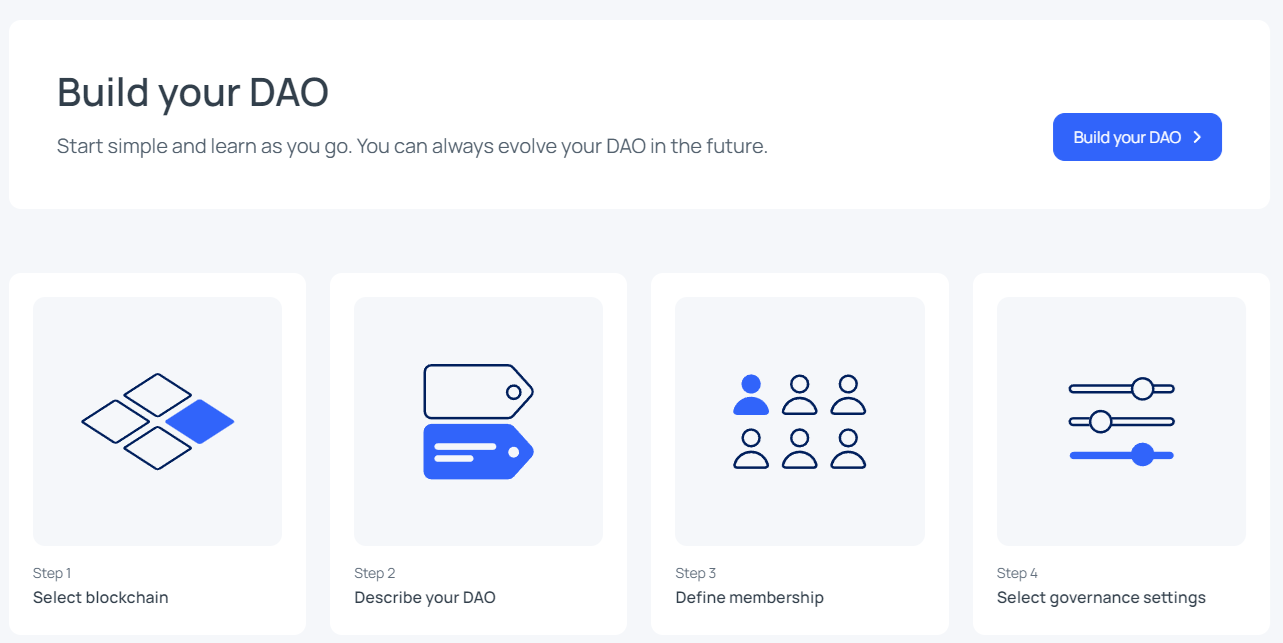 Build your DAO
Start simple and learn as you go. You can always evolve your DAO in the future.
Build your DAO
Step 1
Select blockchain
Step 2
Describe your DAO
Step 3
Define membership
Step 4
Select governance settings